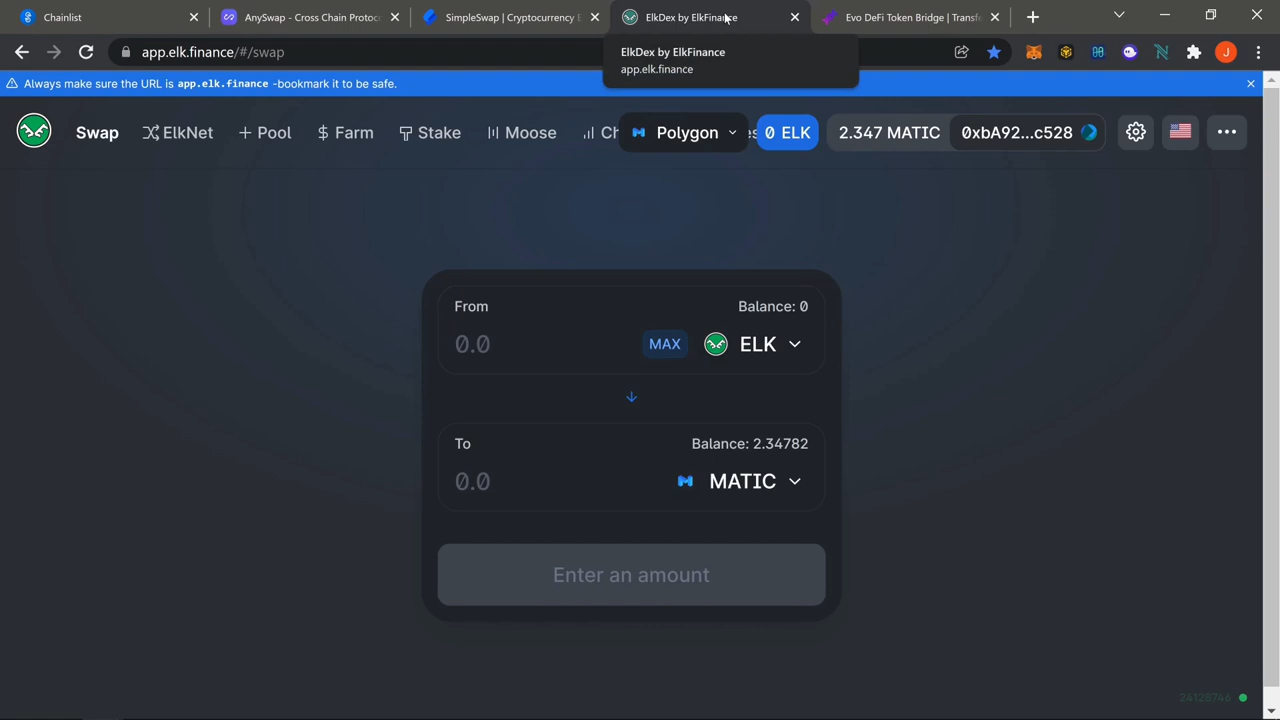 Chainlist
AnySwap - Cross Chain Protoc
SimpleSwap | Cryptocurrency E
ElkDex by ElkFinance
Evo DeFi Token Bridge | Transf
app.elk.finance/#/swap
J
ElkDex by ElkFinance
app.elk.finance
Always make sure the URL is app.elk.finance -bookmark it to be safe.
Swap
ElkNet
+ Pool
$ Farm
Stake
Moose
Ch
Polygon
es
0 ELK
2.347 MATIC
0xbA92...c528
From
Balance: 0
0.0
MAX
ELK
To
Balance: 2.34782
0.0
MATIC
Enter an amount
24128746